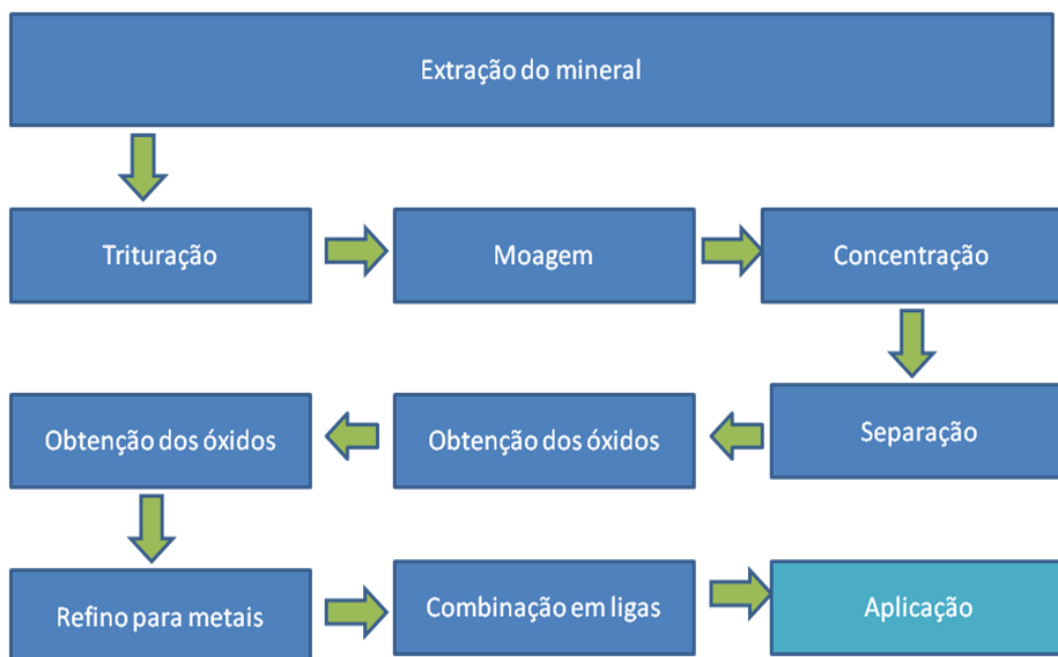 Extração do mineral
Trituração
Moagem
Concentração
Separação
Obtenção dos óxidos
Obtenção dos óxidos
Refino para metais
Combinação em ligas
Aplicação